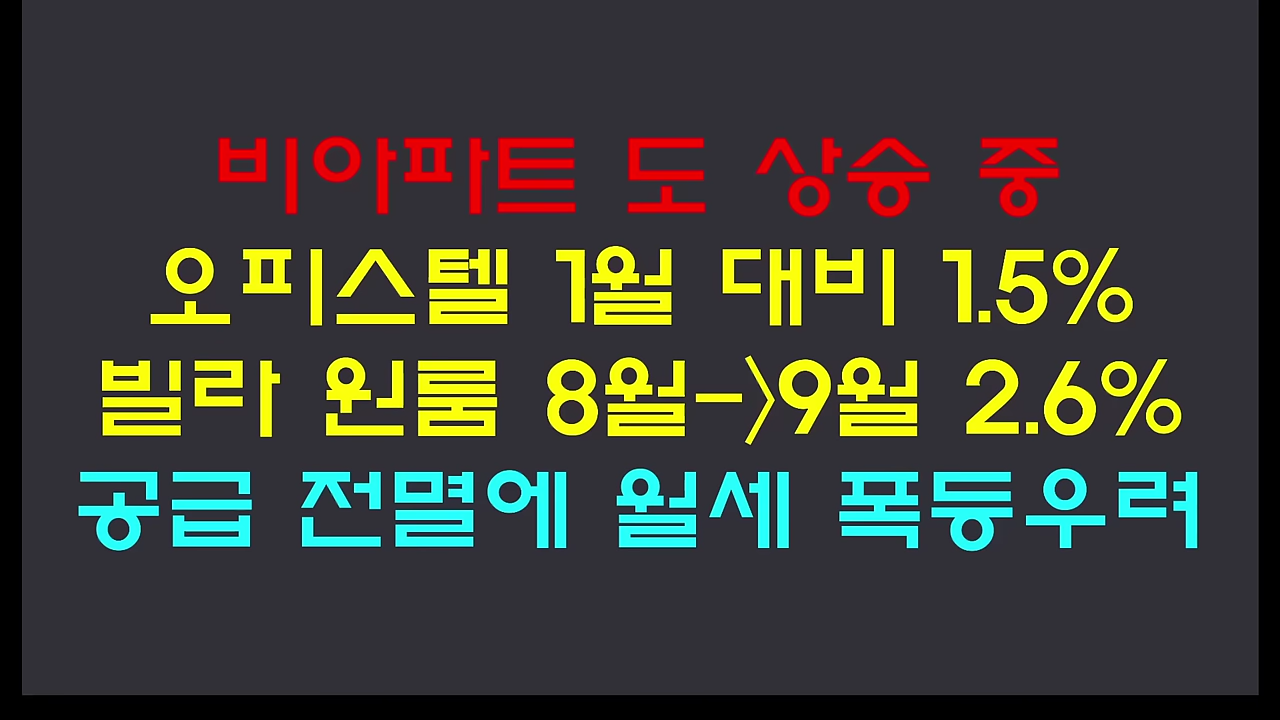 비아파트 도 상승 중
오피스텔 1월 대비 1.5%
빌라 원룸 8월->9월 2.6%
공급 전멸에 월세 폭등우려